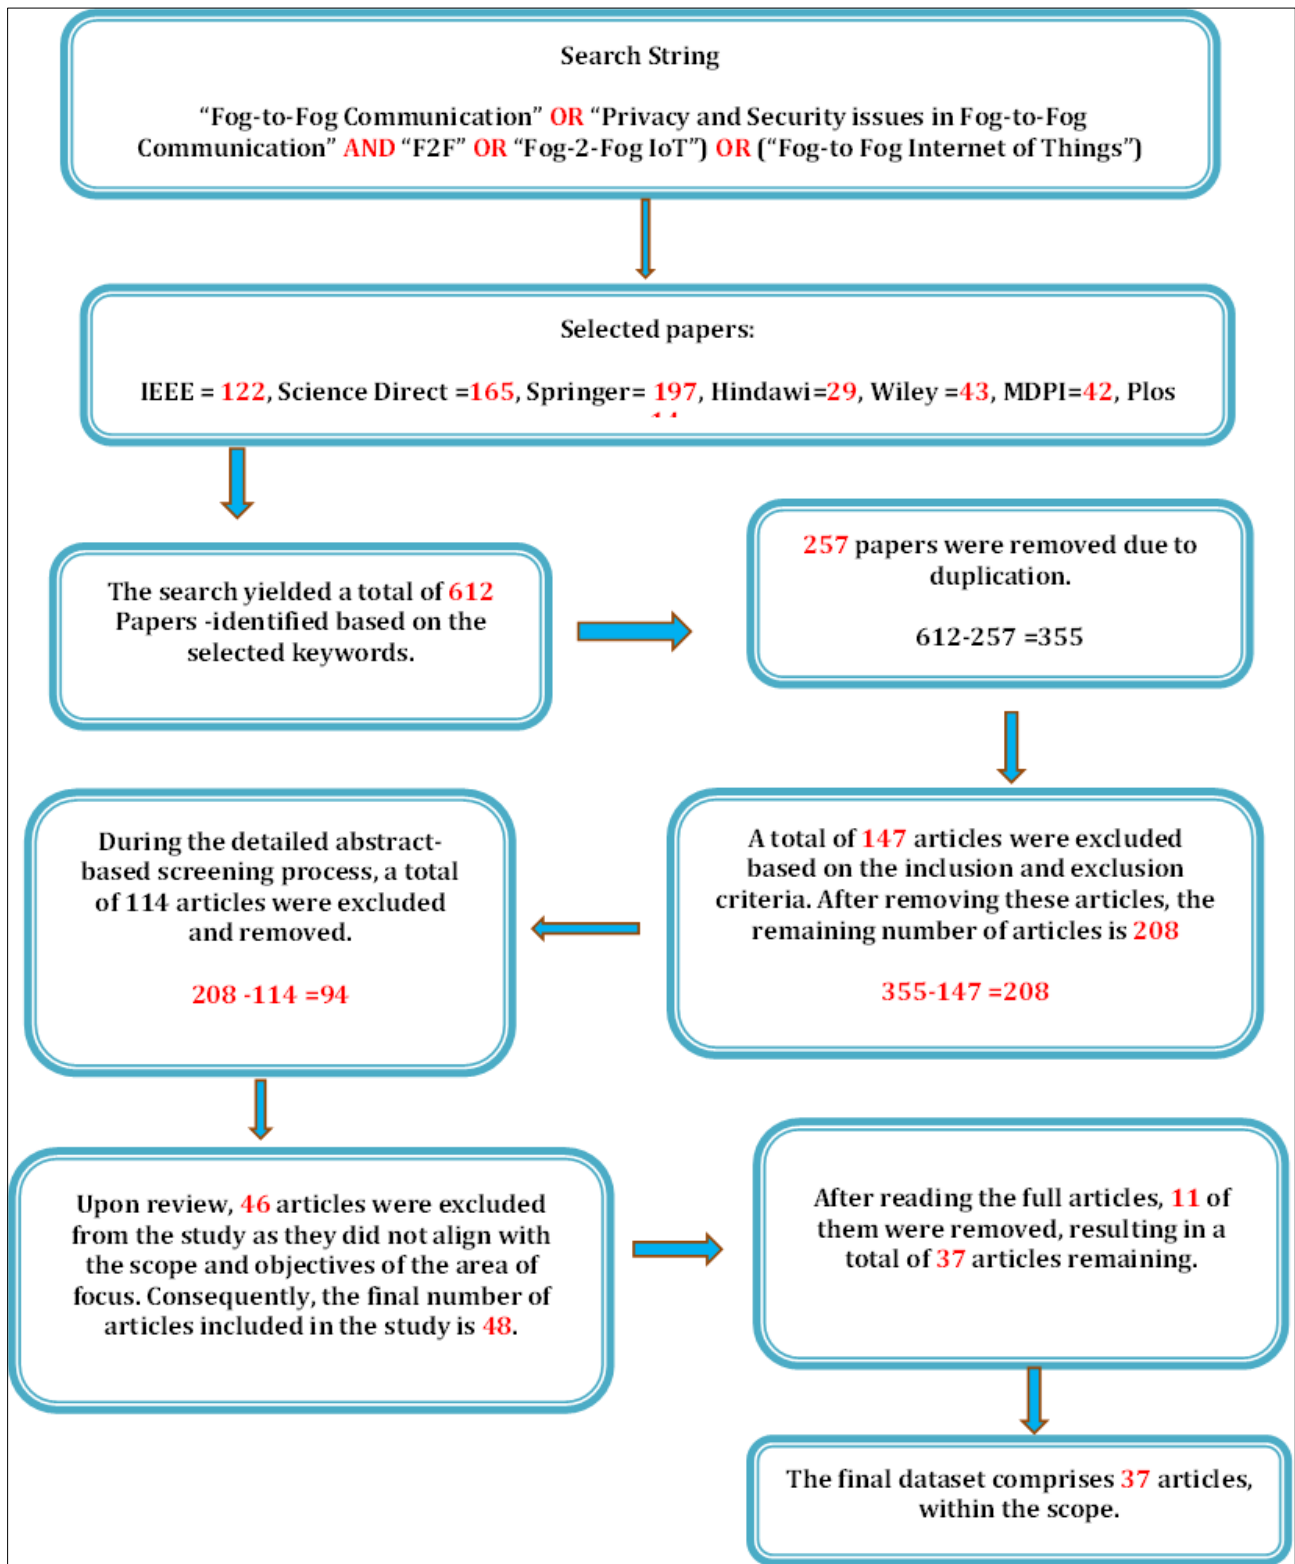 Search String
“Fog-to-Fog Communication” OR “Privacy and Security issues in Fog-to-Fog
Communication” AND “F2F” OR “Fog-2-Fog IoT”) OR (“Fog-to Fog Internet of Things”)
Selected papers:
IEEE = 122, Science Direct =165, Springer= 197, Hindawi=29, Wiley =43, MDPI=42, Plos
The search yielded a total of 612
Papers -identified based on the
selected keywords.
257 papers were removed due to
duplication.
612-257 =355
A total of 147 articles were excluded
based on the inclusion and exclusion
criteria. After removing these articles, the
remaining number of articles is 208
355-147 =208
During the detailed abstract-
based screening process, a total
of 114 articles were excluded
and removed.
208 -114 =94
Upon review, 46 articles were excluded
from the study as they did not align with
the scope and objectives of the area of
focus. Consequently, the final number of
articles included in the study is 48.
After reading the full articles, 11 of
them were removed, resulting in a
total of 37 articles remaining.
The final dataset comprises 37 articles,
within the scope.